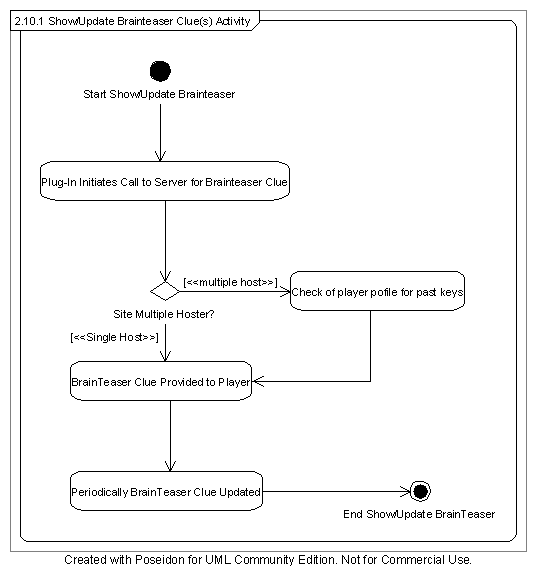 2.10.1 Show/Update Brainteaser Clue(s) Activity
Start Show/Update Brainteaser
Plug-In Initiates Call to Server for Brainteaser Clue
[<<multiple host>>]
Check of player pofile for past keys
Site Multiple Hoster?
[<<Single Host>>]
BrainTeaser Clue Provided to Player
Periodically BrainTeaser Clue Updated
End Show/Update BrainTeaser
Created with Poseidon for UML Community Edition. Not for Commercial Use.